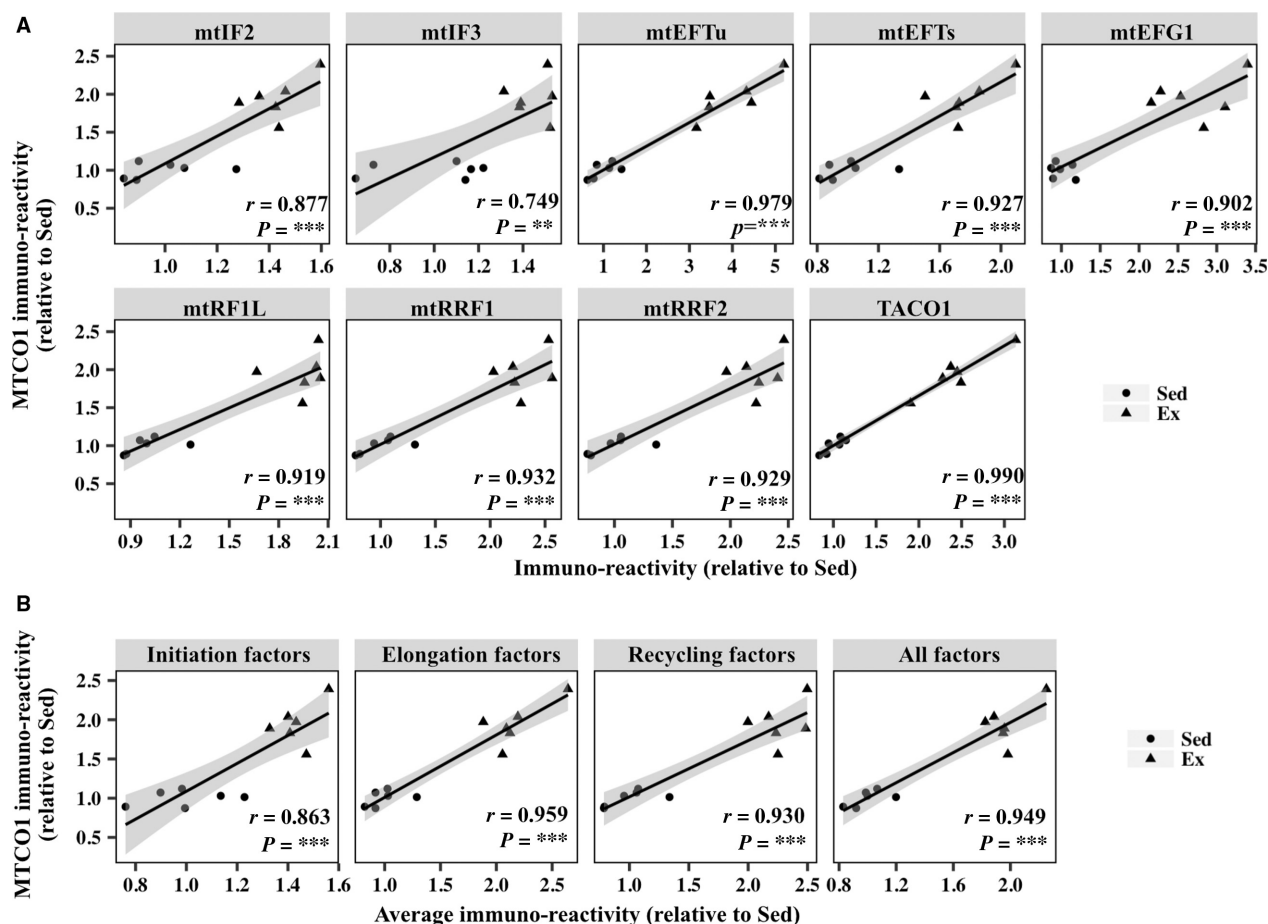 A
mtIF2 mtIF3 mtEFTu mtEFTs mtEFG1
MTCO1 immuno-reactivity
(relative to Sed)
2.5
2.0
1.5
1.0
0.5
r = 0.877
P = ***
r = 0.749
P = **
r = 0.979
p=***
r = 0.927
P = ***
r = 0.902
P = ***
1.0 1.2 1.4 1.6
0.8 1.0 1.2 1.4
1 2 3 4 5
0.8 1.2 1.6 2.0
1.0 1.5 2.0 2.5 3.0 3.5
mtRF1L mtRRF1 mtRRF2 TACO1
2.5
2.0
1.5
1.0
0.5
r = 0.919
P = ***
r = 0.932
P = ***
r = 0.929
P = ***
r = 0.990
P = ***
0.9 1.2 1.5 1.8 2.1
1.0 1.5 2.0 2.5
1.0 1.5 2.0 2.5
1.0 1.5 2.0 2.5 3.0
Immuno-reactivity (relative to Sed)
Sed
Ex
B
Initiation factors Elongation factors Recycling factors All factors
MTCO1 immuno-reactivity
(relative to Sed)
2.5
2.0
1.5
1.0
0.5
r = 0.863
P = ***
r = 0.959
P = ***
r = 0.930
P = ***
r = 0.949
P = ***
0.8 1.0 1.2 1.4 1.6
1.0 1.5 2.0 2.5
1.0 1.5 2.0 2.5
0.8 1.2 1.6 2.0
Average immuno-reactivity (relative to Sed)
Sed
Ex